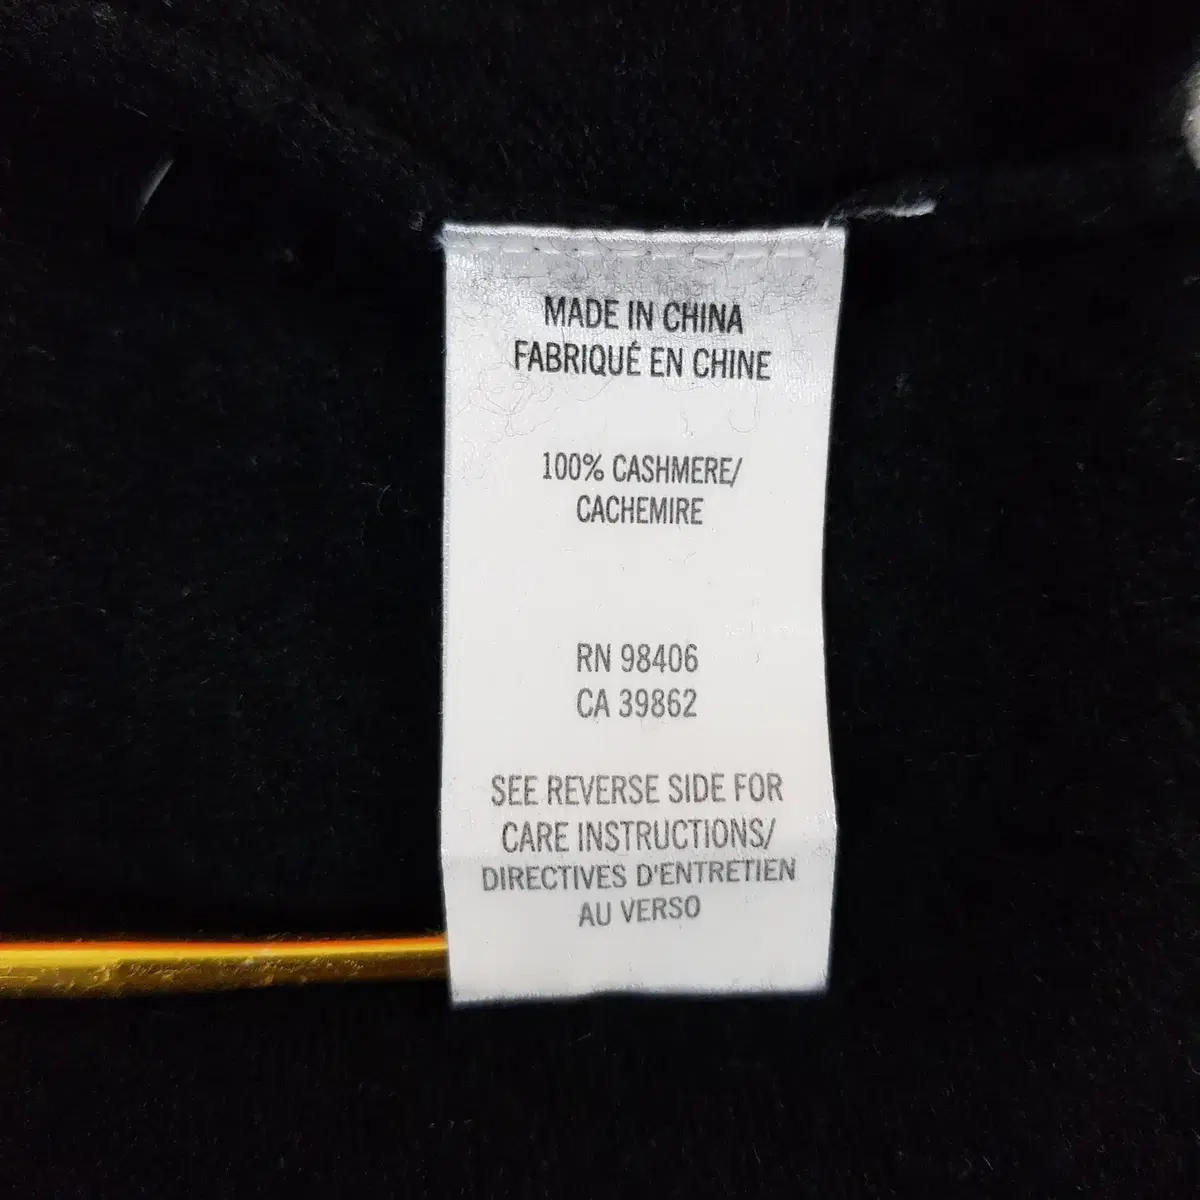 MADE IN CHINA
FABRIQUÉ EN CHINE
100% CASHMERE/
CACHEMIRE
RN 98406
CA 39862
SEE REVERSE SIDE FOR
CARE INSTRUCTIONS/
DIRECTIVES D'ENTRETIEN
AU VERSO